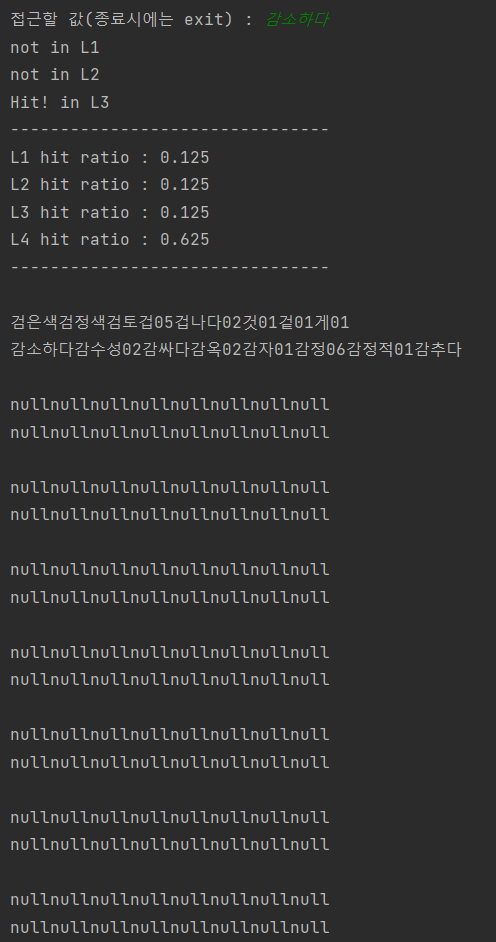 접근할 값(종료시에는 exit) : 감소하다
not in L1
not in L2
Hit! in L3
--------------------------------
L1 hit ratio : 0.125
L2 hit ratio : 0.125
L3 hit ratio : 0.125
L4 hit ratio : 0.625
--------------------------------
검은색검정색검토겁05겁나다02것01겉01게01
감소하다감수성02감싸다감옥02감자01감정06감정적01감추다
nullnullnullnullnullnullnullnull
nullnullnullnullnullnullnullnull
nullnullnullnullnullnullnullnull
nullnullnullnullnullnullnullnull
nullnullnullnullnullnullnullnull
nullnullnullnullnullnullnullnull
nullnullnullnullnullnullnullnull
nullnullnullnullnullnullnullnull
nullnullnullnullnullnullnullnull
nullnullnullnullnullnullnullnull
nullnullnullnullnullnullnullnull
nullnullnullnullnullnullnullnull
nullnullnullnullnullnullnullnull
nullnullnullnullnullnullnullnull